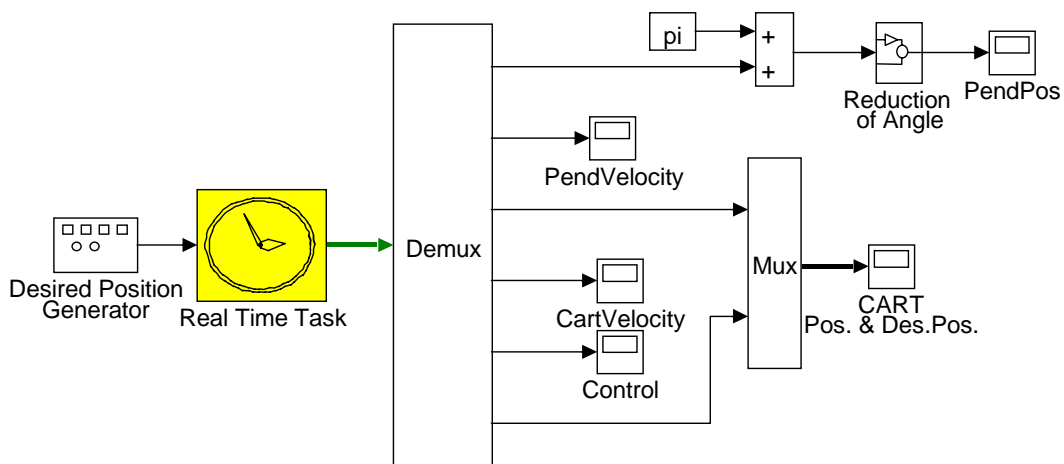 pi
+
+
Reduction
of Angle
PendPos
PendVelocity
Desired Position
Generator
Real Time Task
Demux
Mux
CartVelocity
CART
Pos. & Des.Pos.
Control